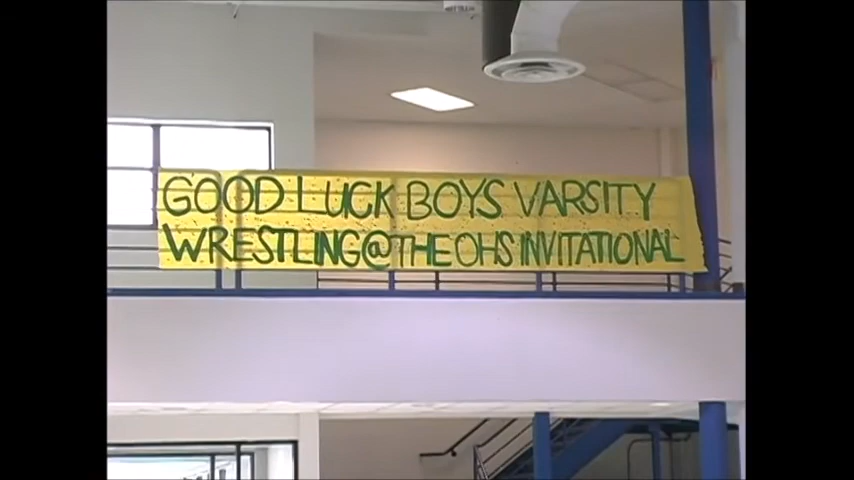 GOOD LUCK BOYS VARSITY
WRESTLING @ THE OHS INVITATIONAL